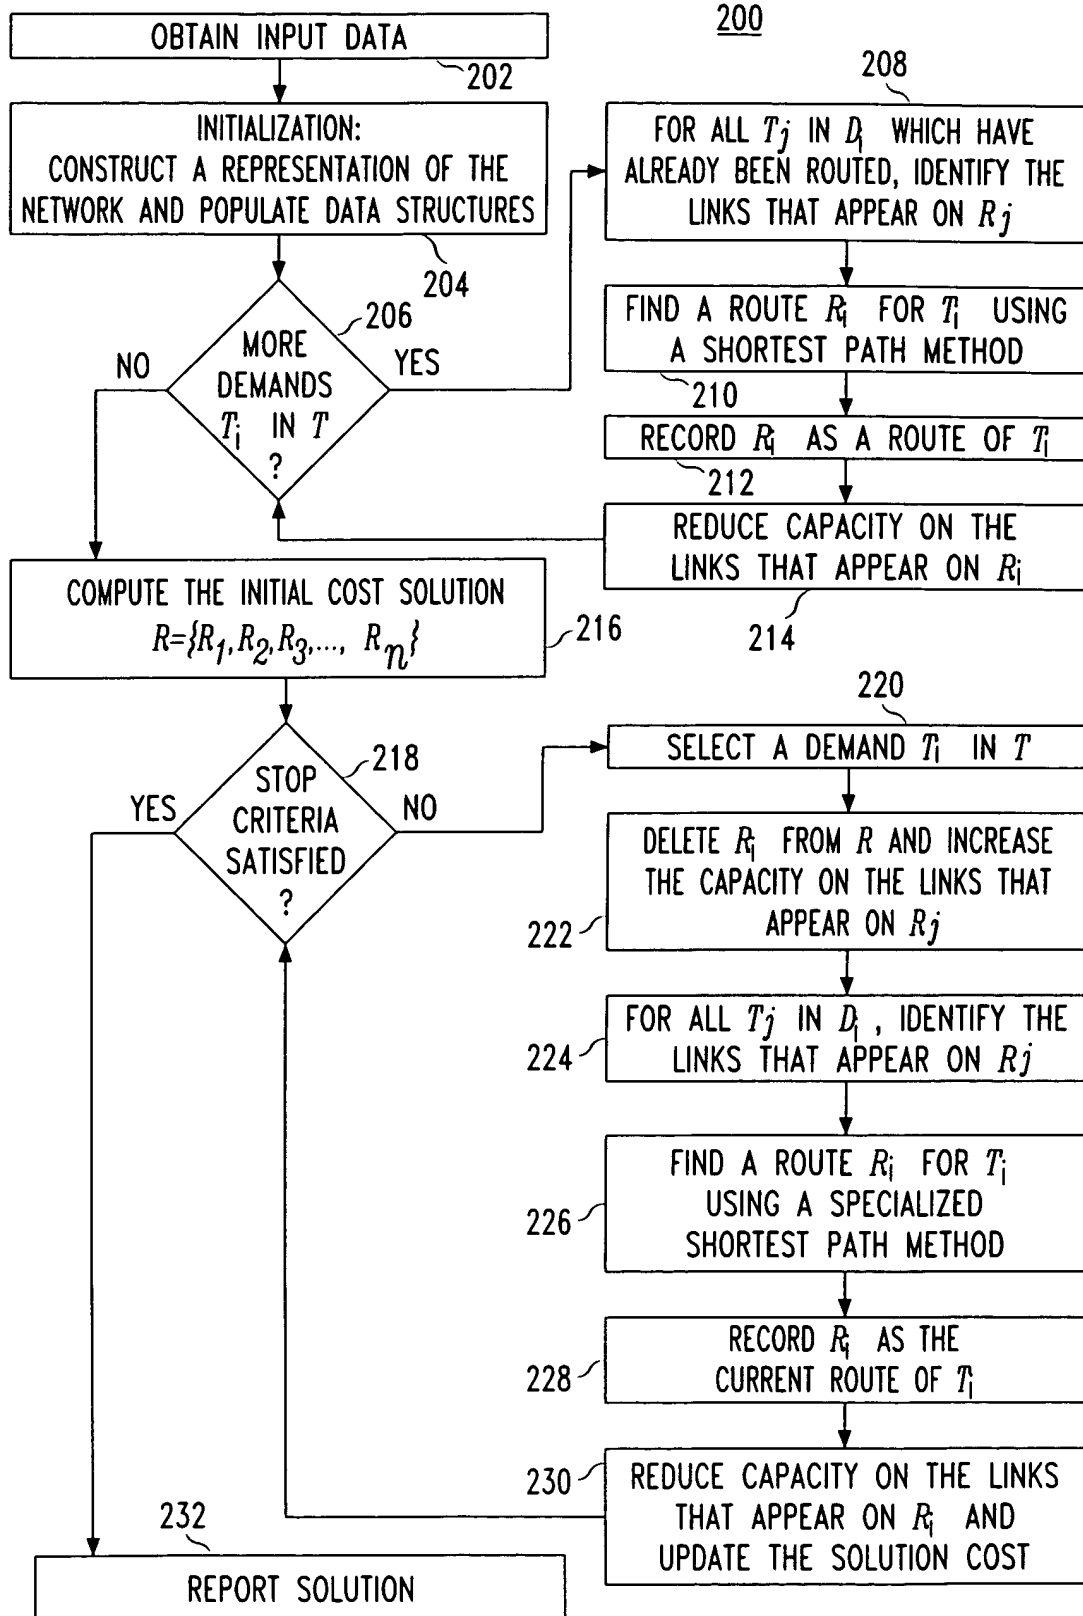 200
OBTAIN INPUT DATA
202
INITIALIZATION:
CONSTRUCT A REPRESENTATION OF THE
NETWORK AND POPULATE DATA STRUCTURES
204
206
MORE
DEMANDS
Ti IN T
?
NO
YES
208
FOR ALL Tj IN Di WHICH HAVE
ALREADY BEEN ROUTED, IDENTIFY THE
LINKS THAT APPEAR ON Rj
FIND A ROUTE Ri FOR Ti USING
A SHORTEST PATH METHOD
210
RECORD Ri AS A ROUTE OF Ti
212
REDUCE CAPACITY ON THE
LINKS THAT APPEAR ON Ri
214
COMPUTE THE INITIAL COST SOLUTION
R={R1,R2,R3,..., Rn}
216
218
STOP
CRITERIA
SATISFIED
?
YES
NO
220
SELECT A DEMAND Ti IN T
DELETE Ri FROM R AND INCREASE
THE CAPACITY ON THE LINKS THAT
APPEAR ON Rj
222
FOR ALL Tj IN Di , IDENTIFY THE
LINKS THAT APPEAR ON Rj
224
FIND A ROUTE Ri FOR Ti
USING A SPECIALIZED
SHORTEST PATH METHOD
226
RECORD Ri AS THE
CURRENT ROUTE OF Ti
228
230
REDUCE CAPACITY ON THE LINKS
THAT APPEAR ON Ri AND
UPDATE THE SOLUTION COST
232
REPORT SOLUTION